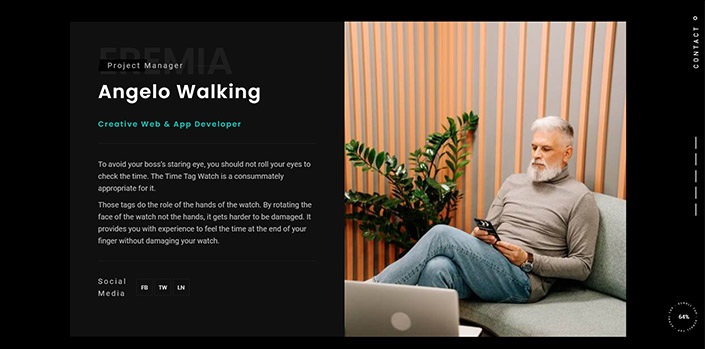 EREMIA
Project Manager
Angelo Walking
Creative Web & App Developer
To avoid your boss's staring eye, you should not roll your eyes to
check the time. The Time Tag Watch is a consummately
appropriate for it.
Those tags do the role of the hands of the watch. By rotating the
face of the watch not the hands, it gets harder to be damaged. It
provides you with experience to feel the time at the end of your
finger without damaging your watch.
Social
Media
FB TW LN
CONTACT
64%